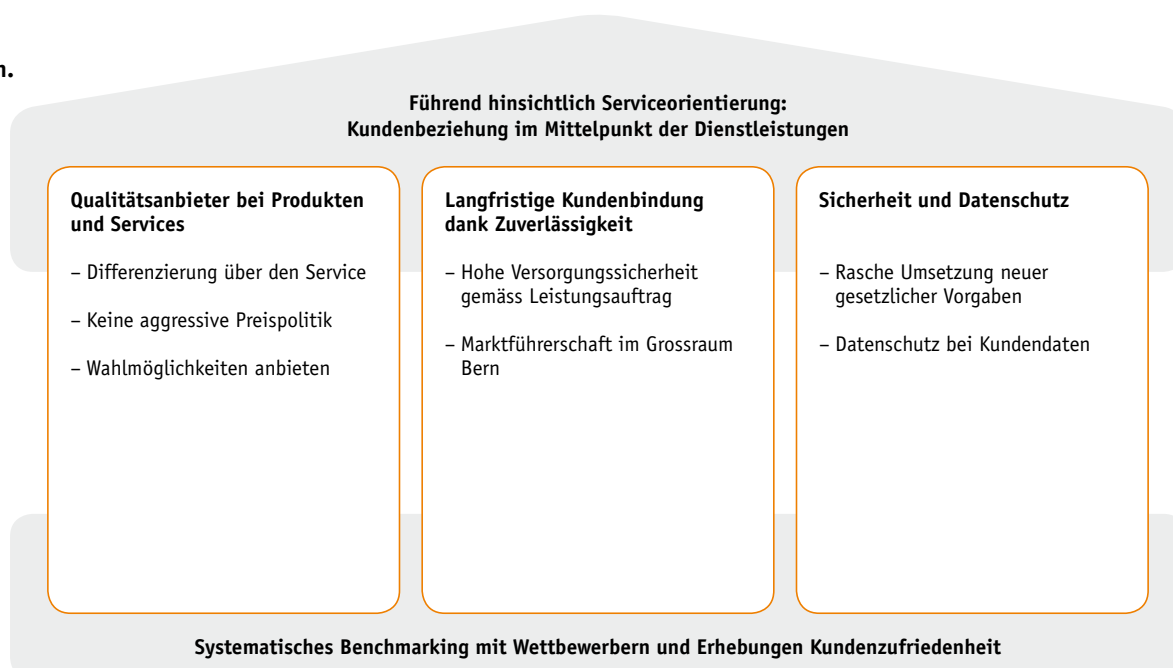 n.
Führend hinsichtlich Serviceorientierung:
Kundenbeziehung im Mittelpunkt der Dienstleistungen
Qualitätsanbieter bei Produkten
und Services
– Differenzierung über den Service
– Keine aggressive Preispolitik
– Wahlmöglichkeiten anbieten
Langfristige Kundenbindung
dank Zuverlässigkeit
– Hohe Versorgungssicherheit
gemäss Leistungsauftrag
– Marktführerschaft im Grossraum
Bern
Sicherheit und Datenschutz
– Rasche Umsetzung neuer
gesetzlicher Vorgaben
– Datenschutz bei Kundendaten
Systematisches Benchmarking mit Wettbewerbern und Erhebungen Kundenzufriedenheit